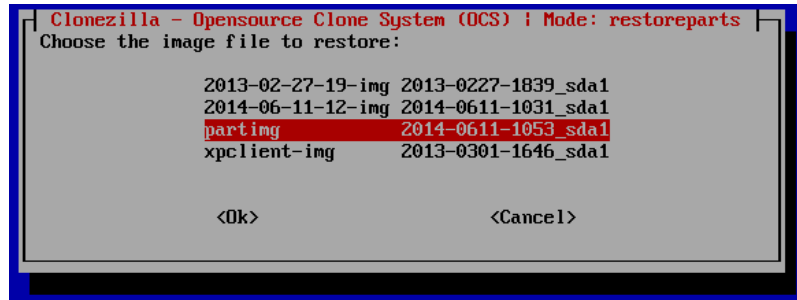 Clonezilla - Opensource Clone System (OCS) | Mode: restoreparts
Choose the image file to restore:
2013-02-27-19-img 2013-0227-1839_sda1
2014-06-11-12-img 2014-0611-1031_sda1
partimg 2014-0611-1053_sda1
xpclient-img 2013-0301-1646_sda1
<Ok> <Cancel>